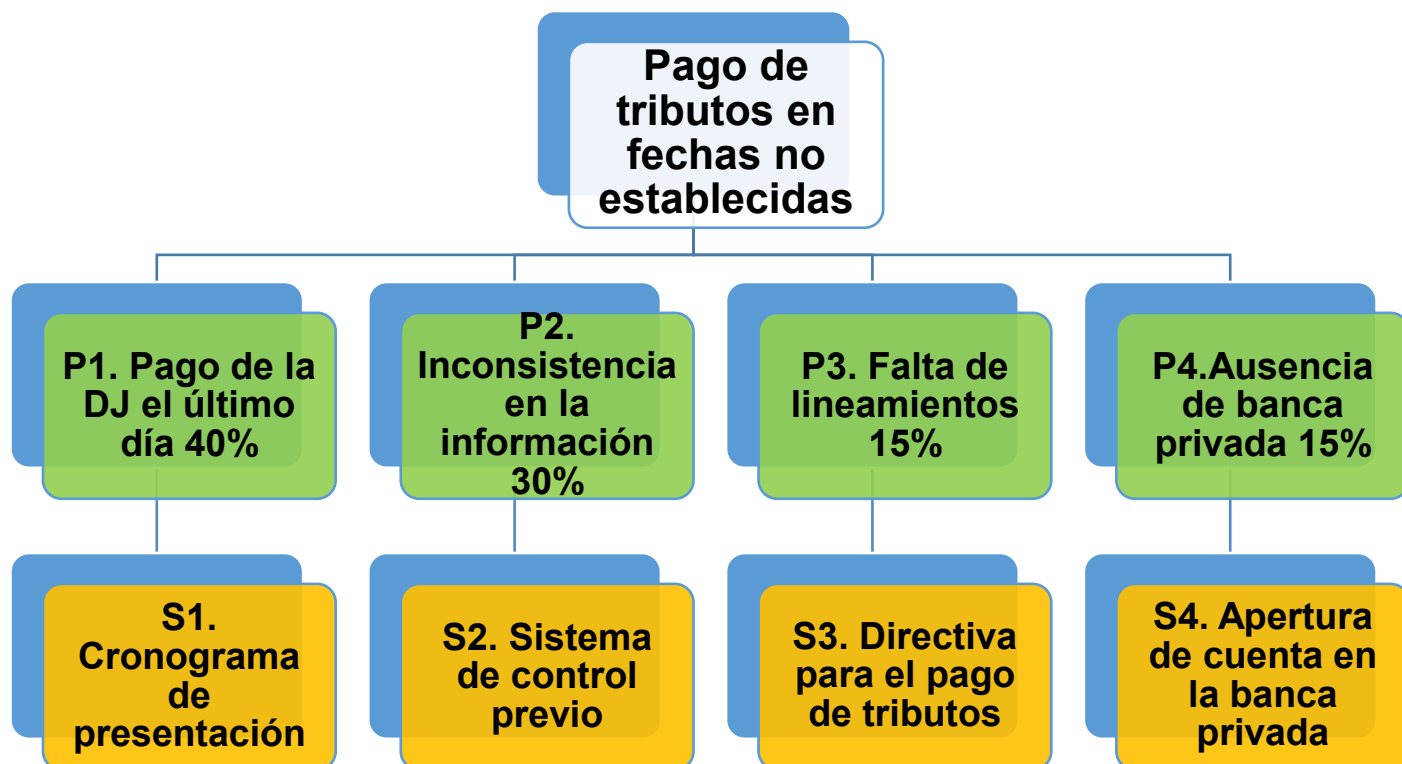 Pago de
tributos en
fechas no
establecidas
P1. Pago de la
DJ el último
día 40%
P2.
Inconsistencia
en la
información
30%
P3. Falta de
lineamientos
15%
P4.Ausencia
de banca
privada 15%
S1.
Cronograma
de
presentación
S2. Sistema
de control
previo
S3. Directiva
para el pago
de tributos
S4. Apertura
de cuenta en
la banca
privada